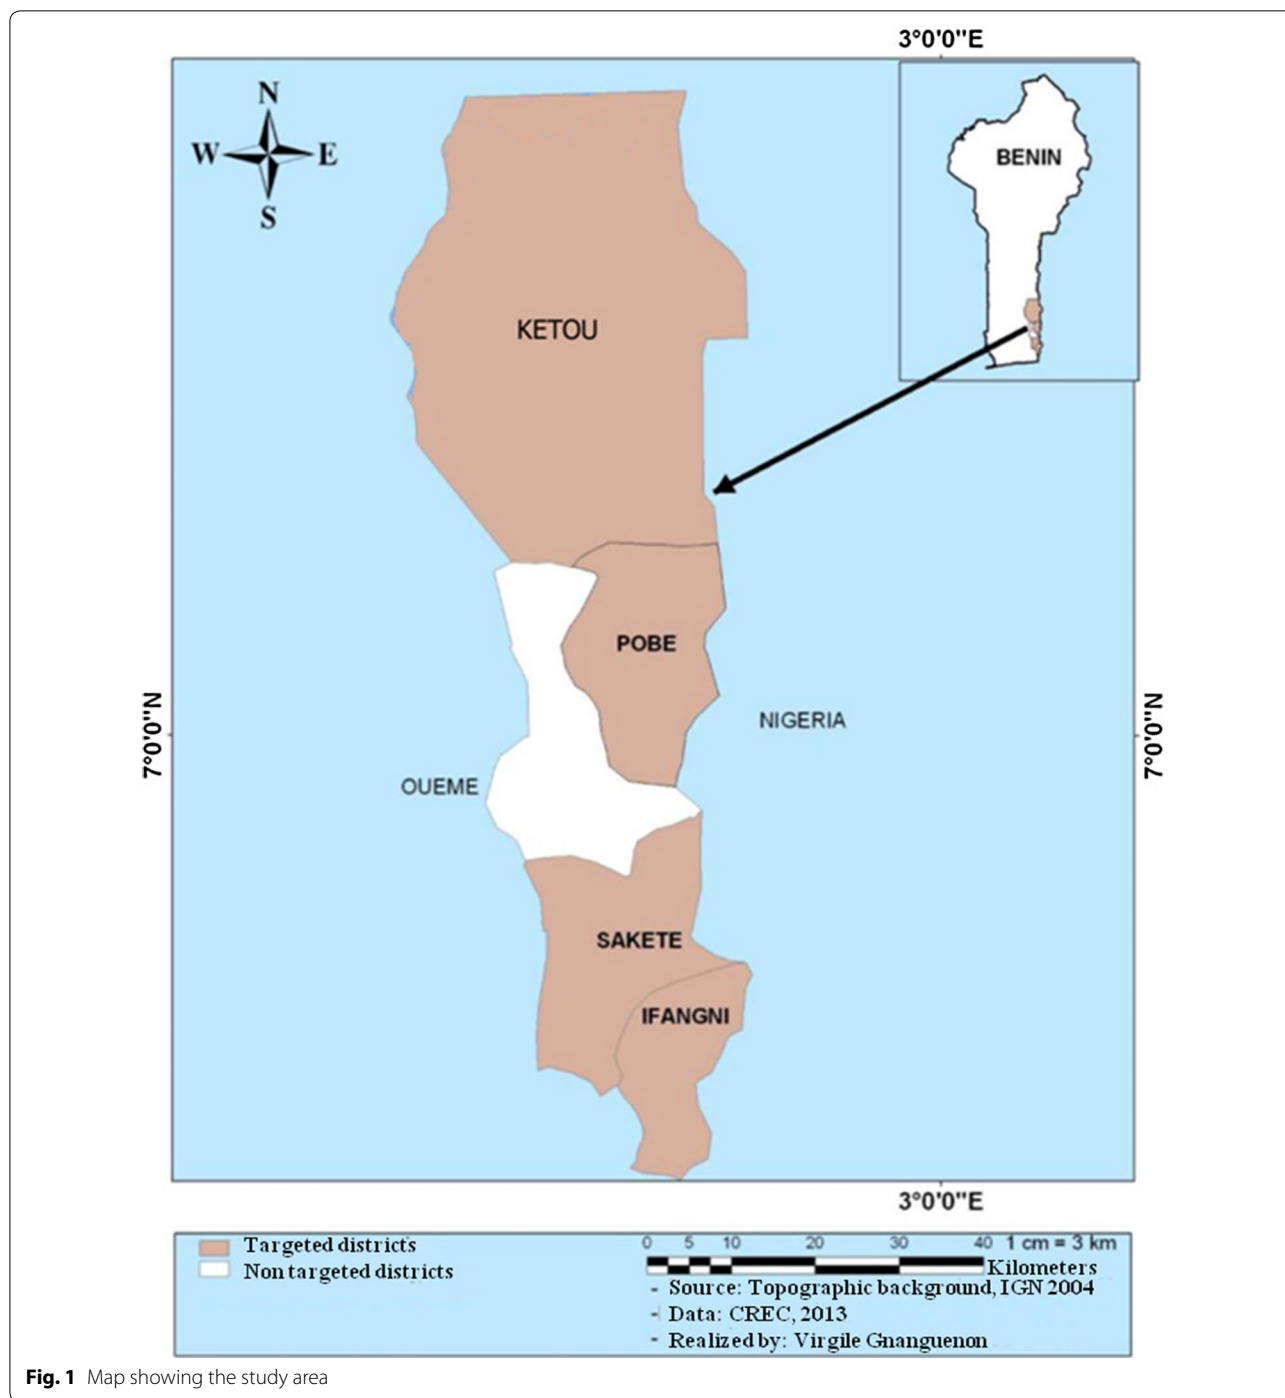 3°0'0"E
N
W E
S
BENIN
KETOU
POBE
7°0'0"N
NIGERIA
7°0'0"N
OUEME
SAKETE
IFANGNI
3°0'0"E
Targeted districts
Non targeted districts
0 5 10 20 30 40 1 cm = 3 km
Kilometers
- Source: Topographic background, IGN 2004
- Data: CREC, 2013
- Realized by: Virgile Gnanguenon
Fig. 1 Map showing the study area